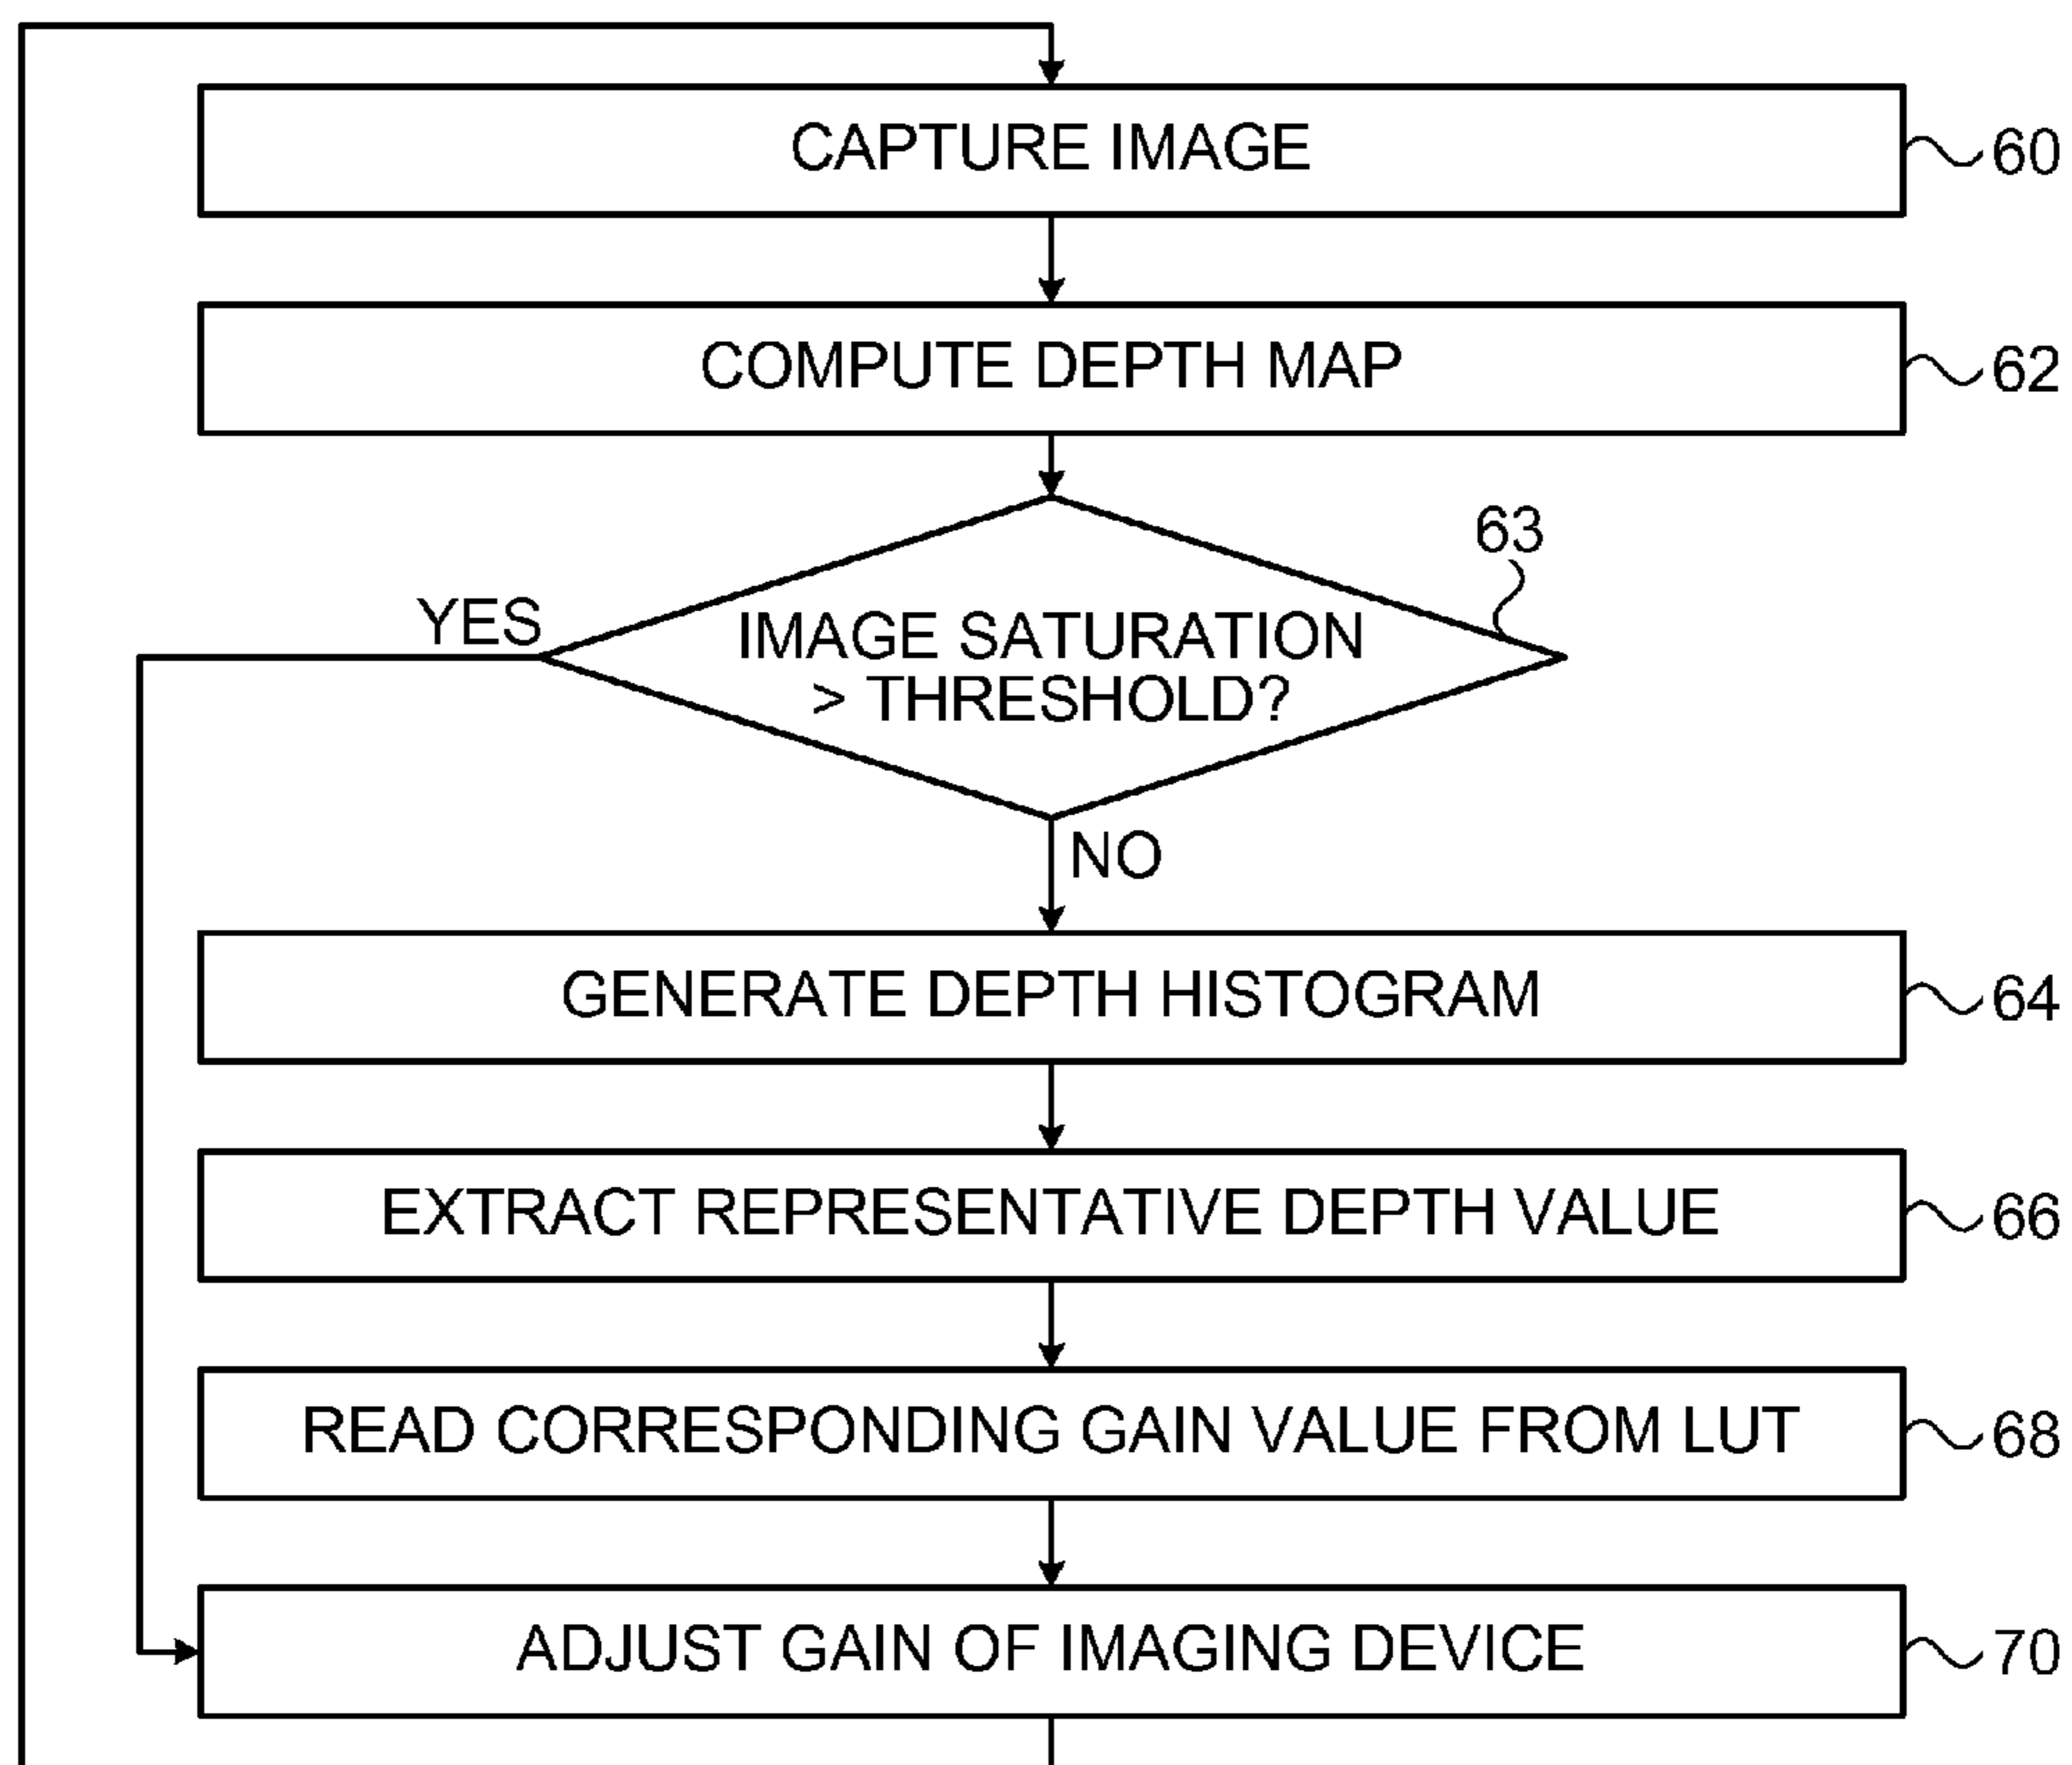 CAPTURE IMAGE
60
COMPUTE DEPTH MAP
62
63
YES
IMAGE SATURATION
> THRESHOLD?
NO
GENERATE DEPTH HISTOGRAM
64
EXTRACT REPRESENTATIVE DEPTH VALUE
66
READ CORRESPONDING GAIN VALUE FROM LUT
68
ADJUST GAIN OF IMAGING DEVICE
70